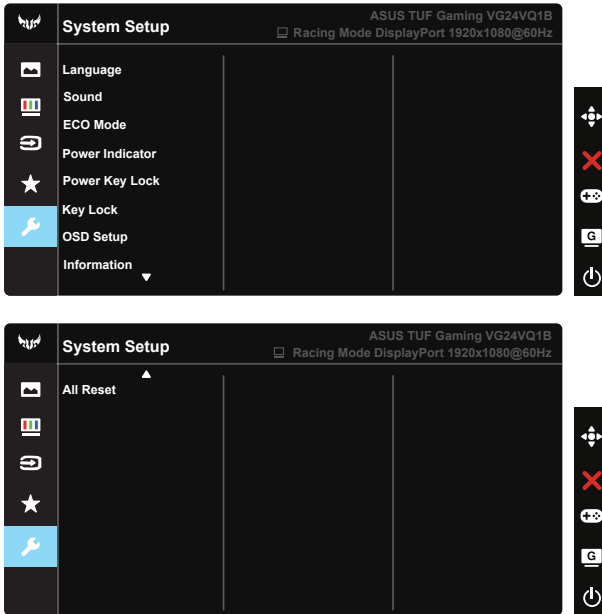 System Setup
ASUS TUF Gaming VG24VQ1B
Racing Mode DisplayPort 1920x1080@60Hz
Language
Sound
ECO Mode
Power Indicator
Power Key Lock
Key Lock
OSD Setup
Information
G
System Setup
ASUS TUF Gaming VG24VQ1B
Racing Mode DisplayPort 1920x1080@60Hz
All Reset
G